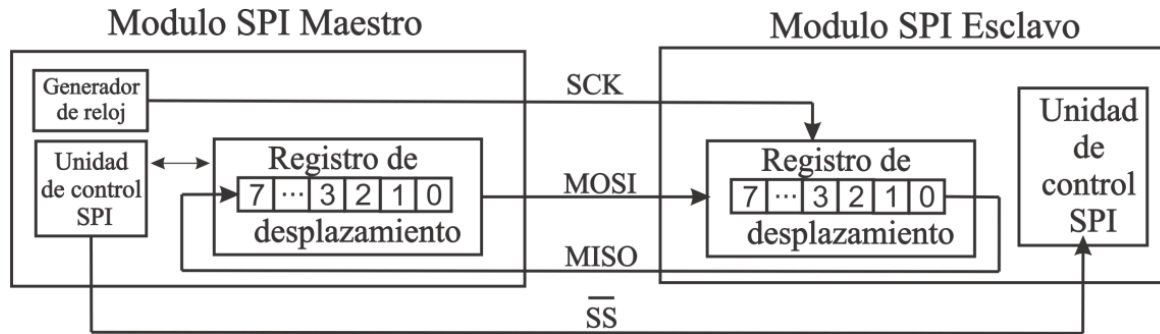 Modulo SPI Maestro
Modulo SPI Esclavo
Generador
de reloj
SCK
Unidad
de control
SPI
Registro de
7 ... 3 2 1 0
desplazamiento
MOSI
MISO
Registro de
7 ... 3 2 1 0
desplazamiento
Unidad
de
control
SPI
S̅S̅